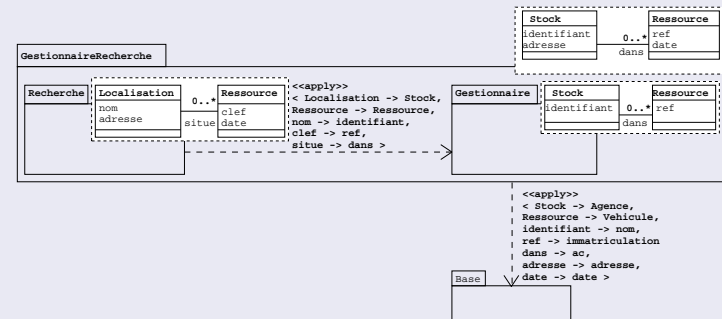 Stock
Ressource
identifiant
adresse
0..*
ref
date
dans
GestionnaireRecherche
Recherche
Localisation
Ressource
nom
adresse
0..*
clef
situe
date
<<apply>>
< Localisation -> Stock,
Ressource -> Ressource,
nom -> identifiant,
clef -> ref,
situe -> dans >
Gestionnaire
Stock
Ressource
identifiant
0..*
ref
dans
<<apply>>
< Stock -> Agence,
Ressource -> Vehicule,
identifiant -> nom,
ref -> immatriculation
dans -> ac,
adresse -> adresse,
date -> date >
Base